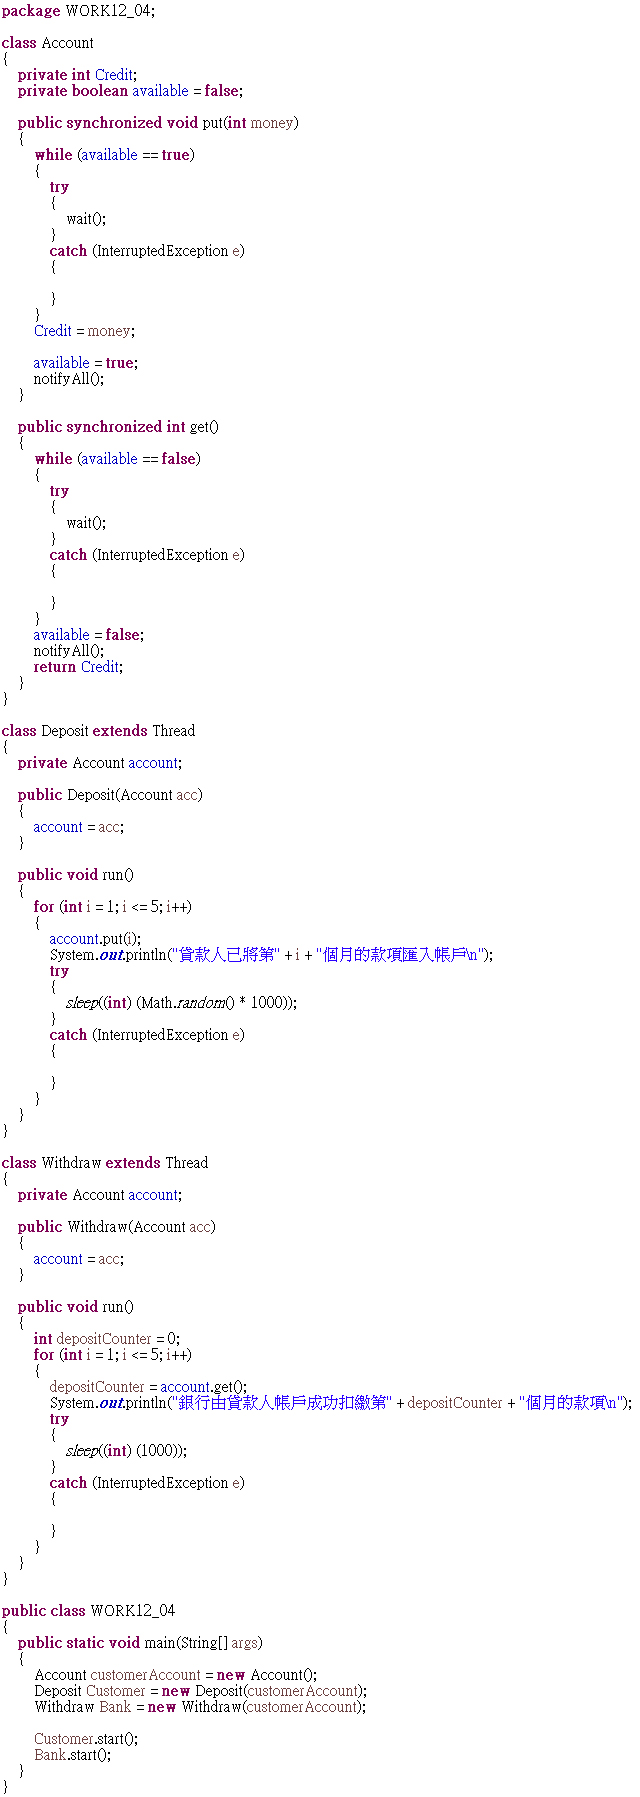 package WORK12_04;

class Account
{
    private int Credit;
    private boolean available = false;

    public synchronized void put(int money)
    {
        while (available == true)
        {
            try
            {
                wait();
            }
            catch (InterruptedException e)
            {

            }
        }
        Credit = money;

        available = true;
        notifyAll();
    }

    public synchronized int get()
    {
        while (available == false)
        {
            try
            {
                wait();
            }
            catch (InterruptedException e)
            {

            }
        }
        available = false;
        notifyAll();
        return Credit;
    }
}

class Deposit extends Thread
{
    private Account account;

    public Deposit(Account acc)
    {
        account = acc;
    }

    public void run()
    {
        for (int i = 1; i <= 5; i++)
        {
            account.put(i);
            System.out.println("貸款人已將第" + i + "個月的款項匯入帳戶\n");
            try
            {
                sleep((int) (Math.random() * 1000));
            }
            catch (InterruptedException e)
            {

            }
        }
    }
}

class Withdraw extends Thread
{
    private Account account;

    public Withdraw(Account acc)
    {
        account = acc;
    }

    public void run()
    {
        int depositCounter = 0;
        for (int i = 1; i <= 5; i++)
        {
            depositCounter = account.get();
            System.out.println("銀行由貸款人帳戶成功扣繳第" + depositCounter + "個月的款項\n");
            try
            {
                sleep((int) (1000));
            }
            catch (InterruptedException e)
            {

            }
        }
    }
}

public class WORK12_04
{
    public static void main(String[] args)
    {
        Account customerAccount = new Account();
        Deposit Customer = new Deposit(customerAccount);
        Withdraw Bank = new Withdraw(customerAccount);

        Customer.start();
        Bank.start();
    }
}